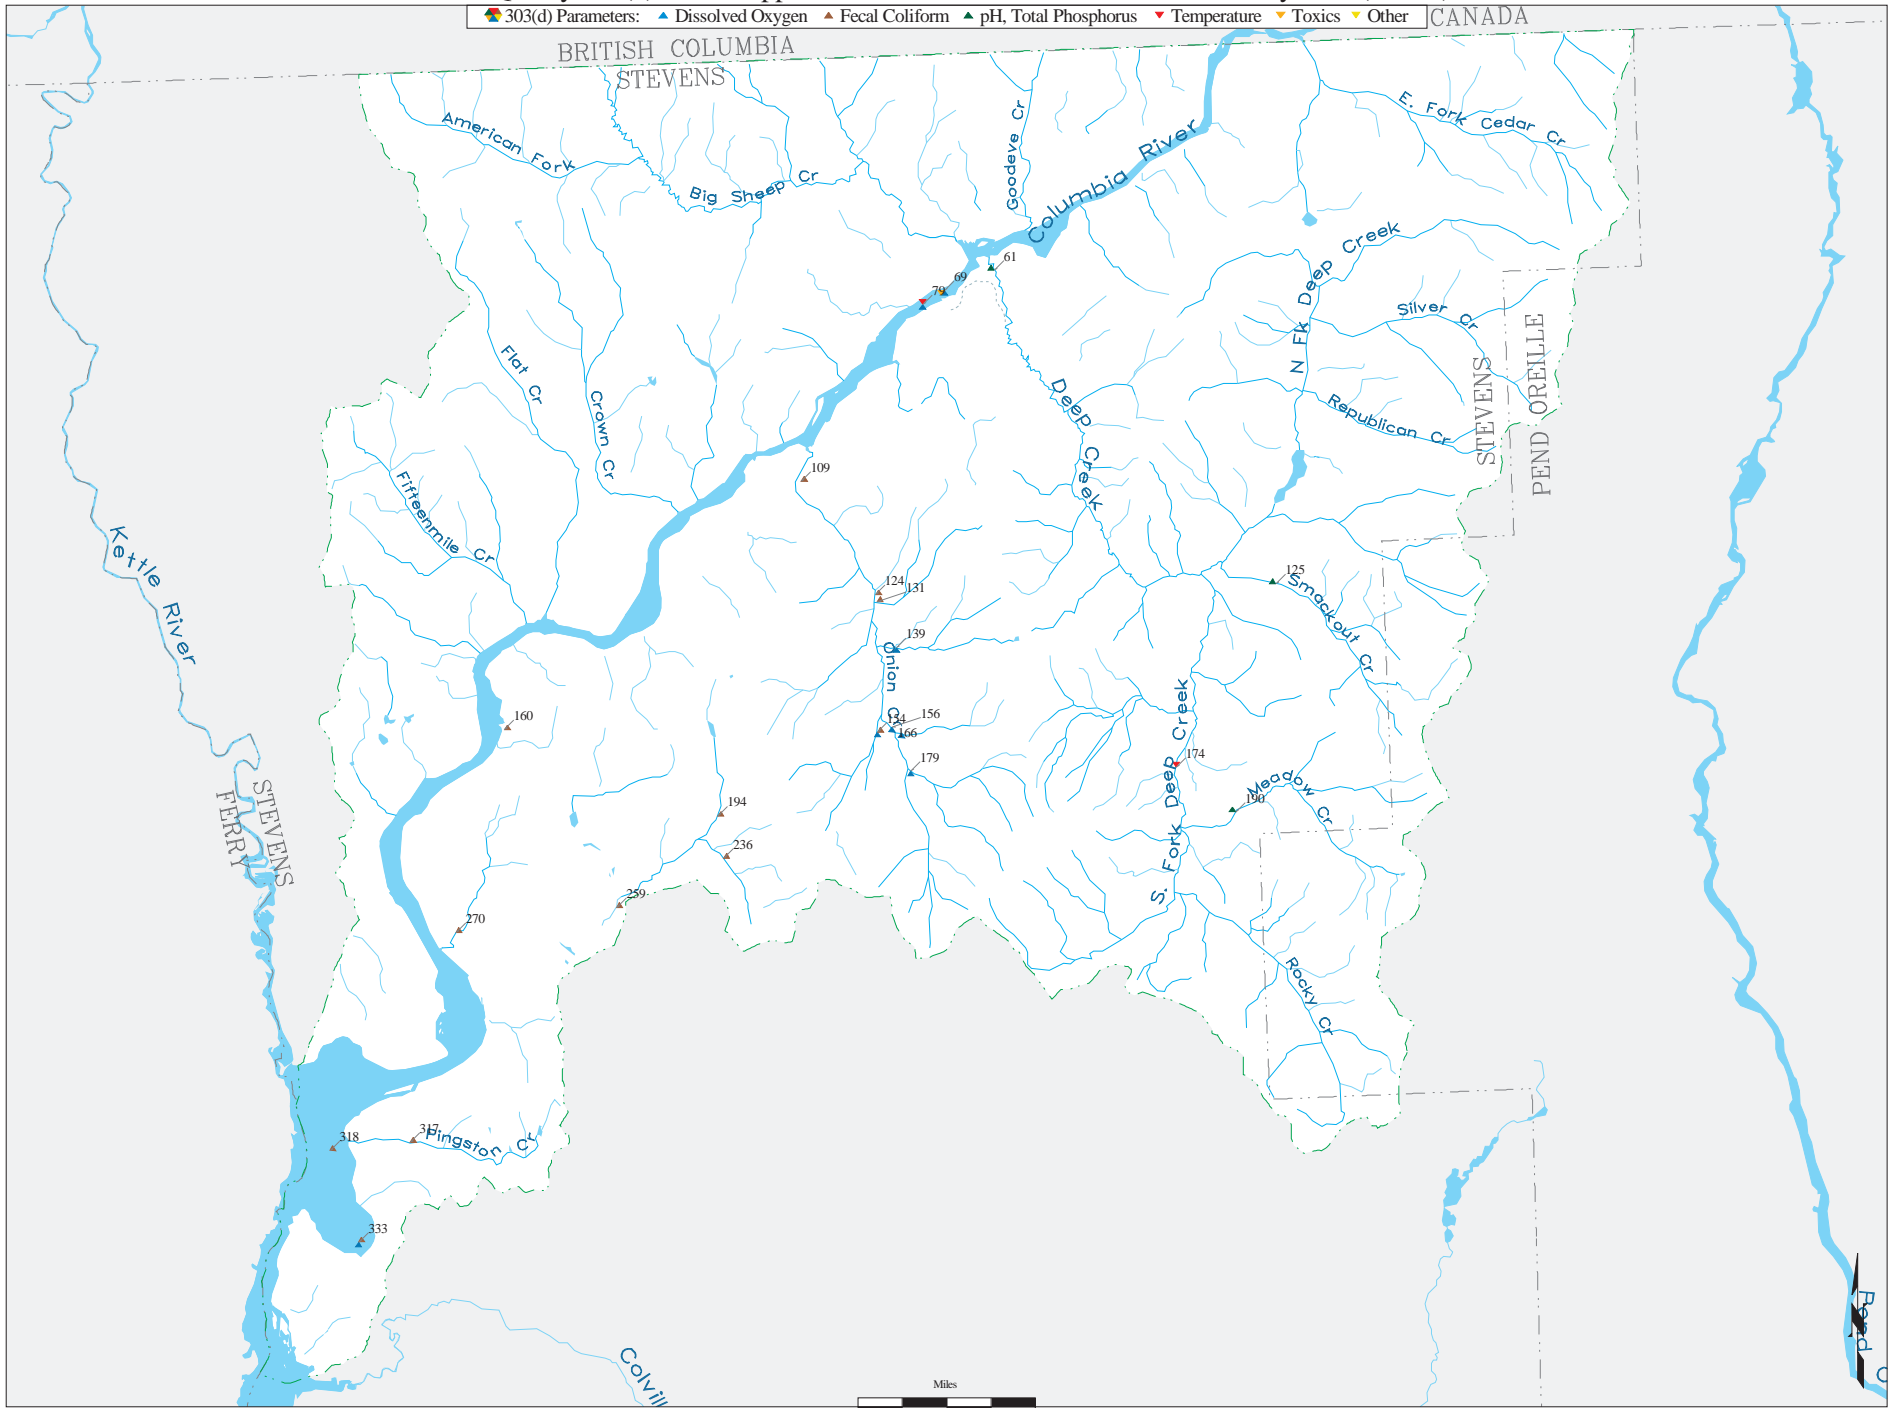 303(d) Parameters: Dissolved Oxygen Fecal Coliform pH, Total Phosphorus Temperature Toxics Other
CANADA
BRITISH COLUMBIA
STEVENS
American Fork
Big Sheep Cr
Goodeve Cr
Columbia River
E. Fork Cedar Cr
N Fk Deep Creek
Silver Cr
Republican Cr
STEVENS
PEND OREILLE
61
69
79
Flat Cr
Crown Cr
Deep Creek
Fifteenmile Cr
109
Kettle River
124
131
125
Smackout Cr
139
Union Cr
160
154
156
166
179
S. Fork Deep Creek
174
190
Meadow Cr
STEVENS
FERRY
194
236
259
270
Rocky Cr
318
317
Pingston Cr
333
Colvill
Miles